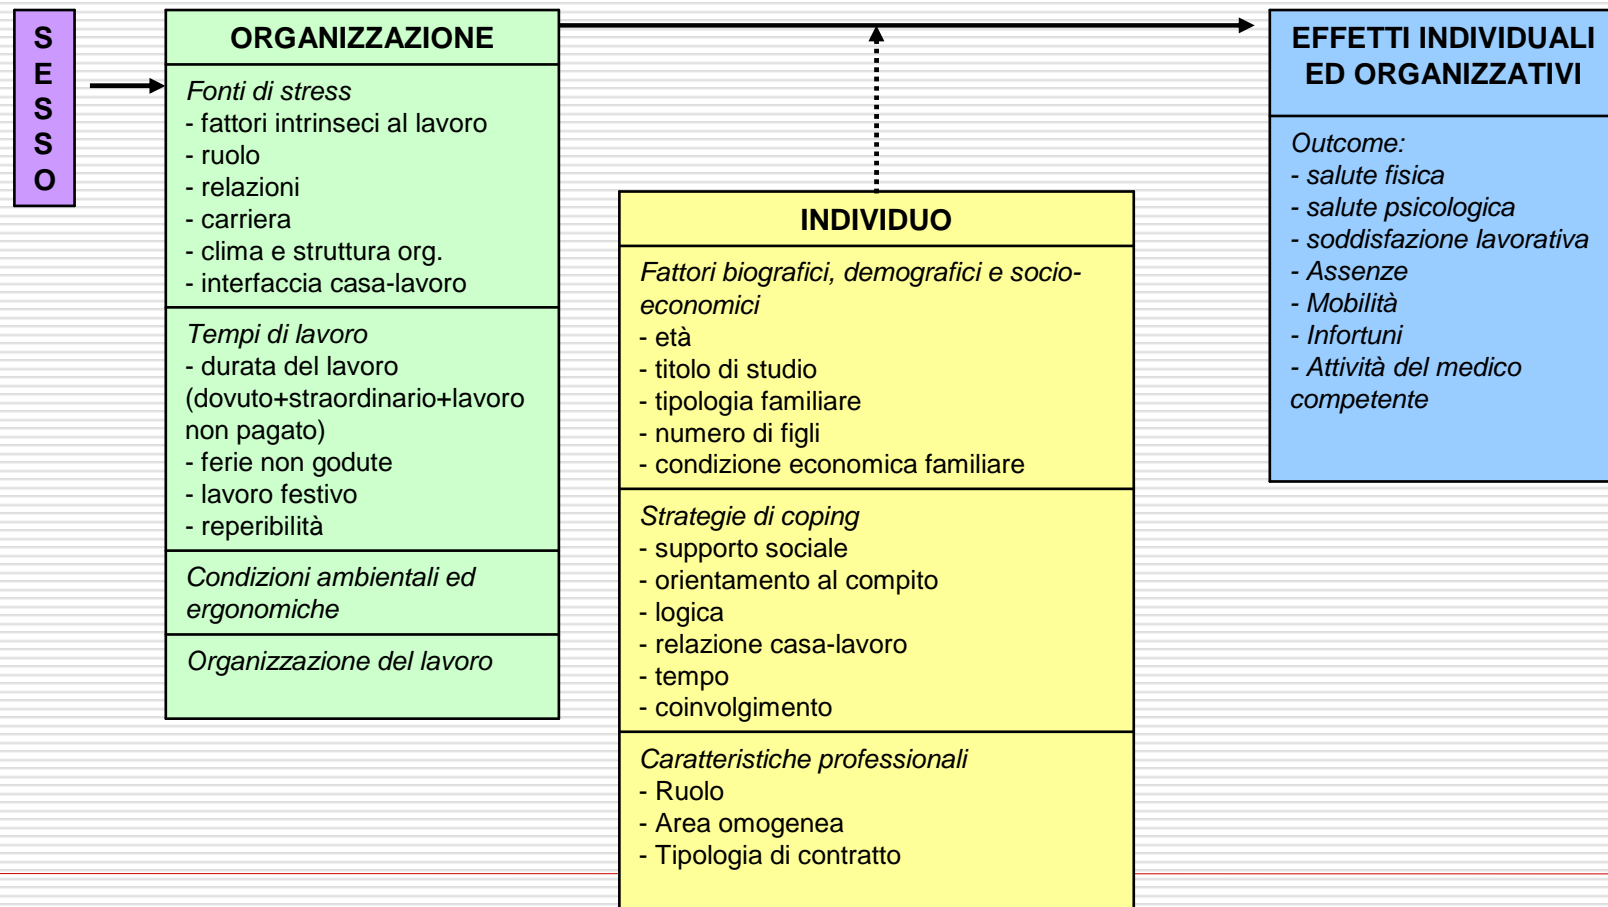 S
E
S
S
O
ORGANIZZAZIONE
Fonti di stress
- fattori intrinseci al lavoro
- ruolo
- relazioni
- carriera
- clima e struttura org.
- interfaccia casa-lavoro
Tempi di lavoro
- durata del lavoro
(dovuto+straordinario+lavoro
non pagato)
- ferie non godute
- lavoro festivo
- reperibilità
Condizioni ambientali ed
ergonomiche
Organizzazione del lavoro
INDIVIDUO
Fattori biografici, demografici e socio-
economici
- età
- titolo di studio
- tipologia familiare
- numero di figli
- condizione economica familiare
Strategie di coping
- supporto sociale
- orientamento al compito
- logica
- relazione casa-lavoro
- tempo
- coinvolgimento
Caratteristiche professionali
- Ruolo
- Area omogenea
- Tipologia di contratto
EFFETTI INDIVIDUALI
ED ORGANIZZATIVI
Outcome:
- salute fisica
- salute psicologica
- soddisfazione lavorativa
- Assenze
- Mobilità
- Infortuni
- Attività del medico
competente